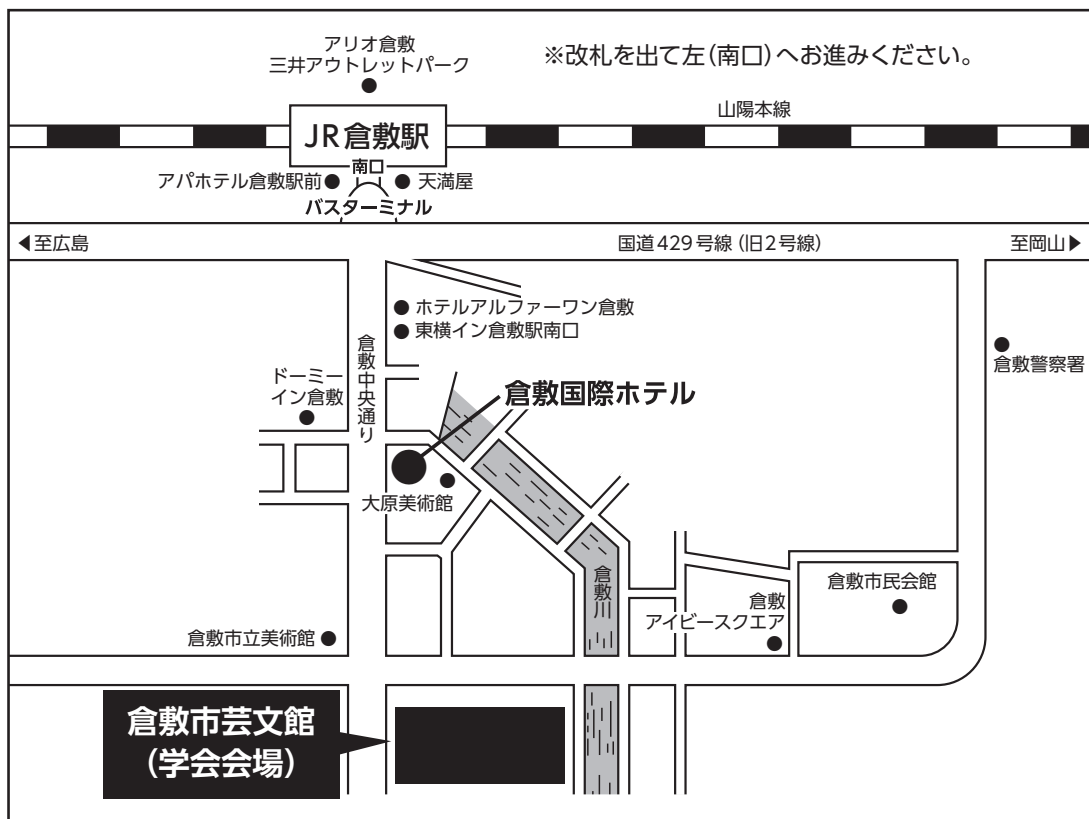 アリオ倉敷
三井アウトレットパーク
※改札を出て左(南口)へお進みください。
山陽本線
JR倉敷駅
南口
アパホテル倉敷駅前
天満屋
バスターミナル
◀至広島
国道429号線(旧2号線)
至岡山▶
ホテルアルファーワン倉敷
東横イン倉敷駅南口
倉敷中央通り
倉敷警察署
ドーミー
イン倉敷
倉敷国際ホテル
大原美術館
倉敷川
倉敷市民会館
倉敷
アイビースクエア
倉敷市立美術館
倉敷市芸文館
(学会会場)